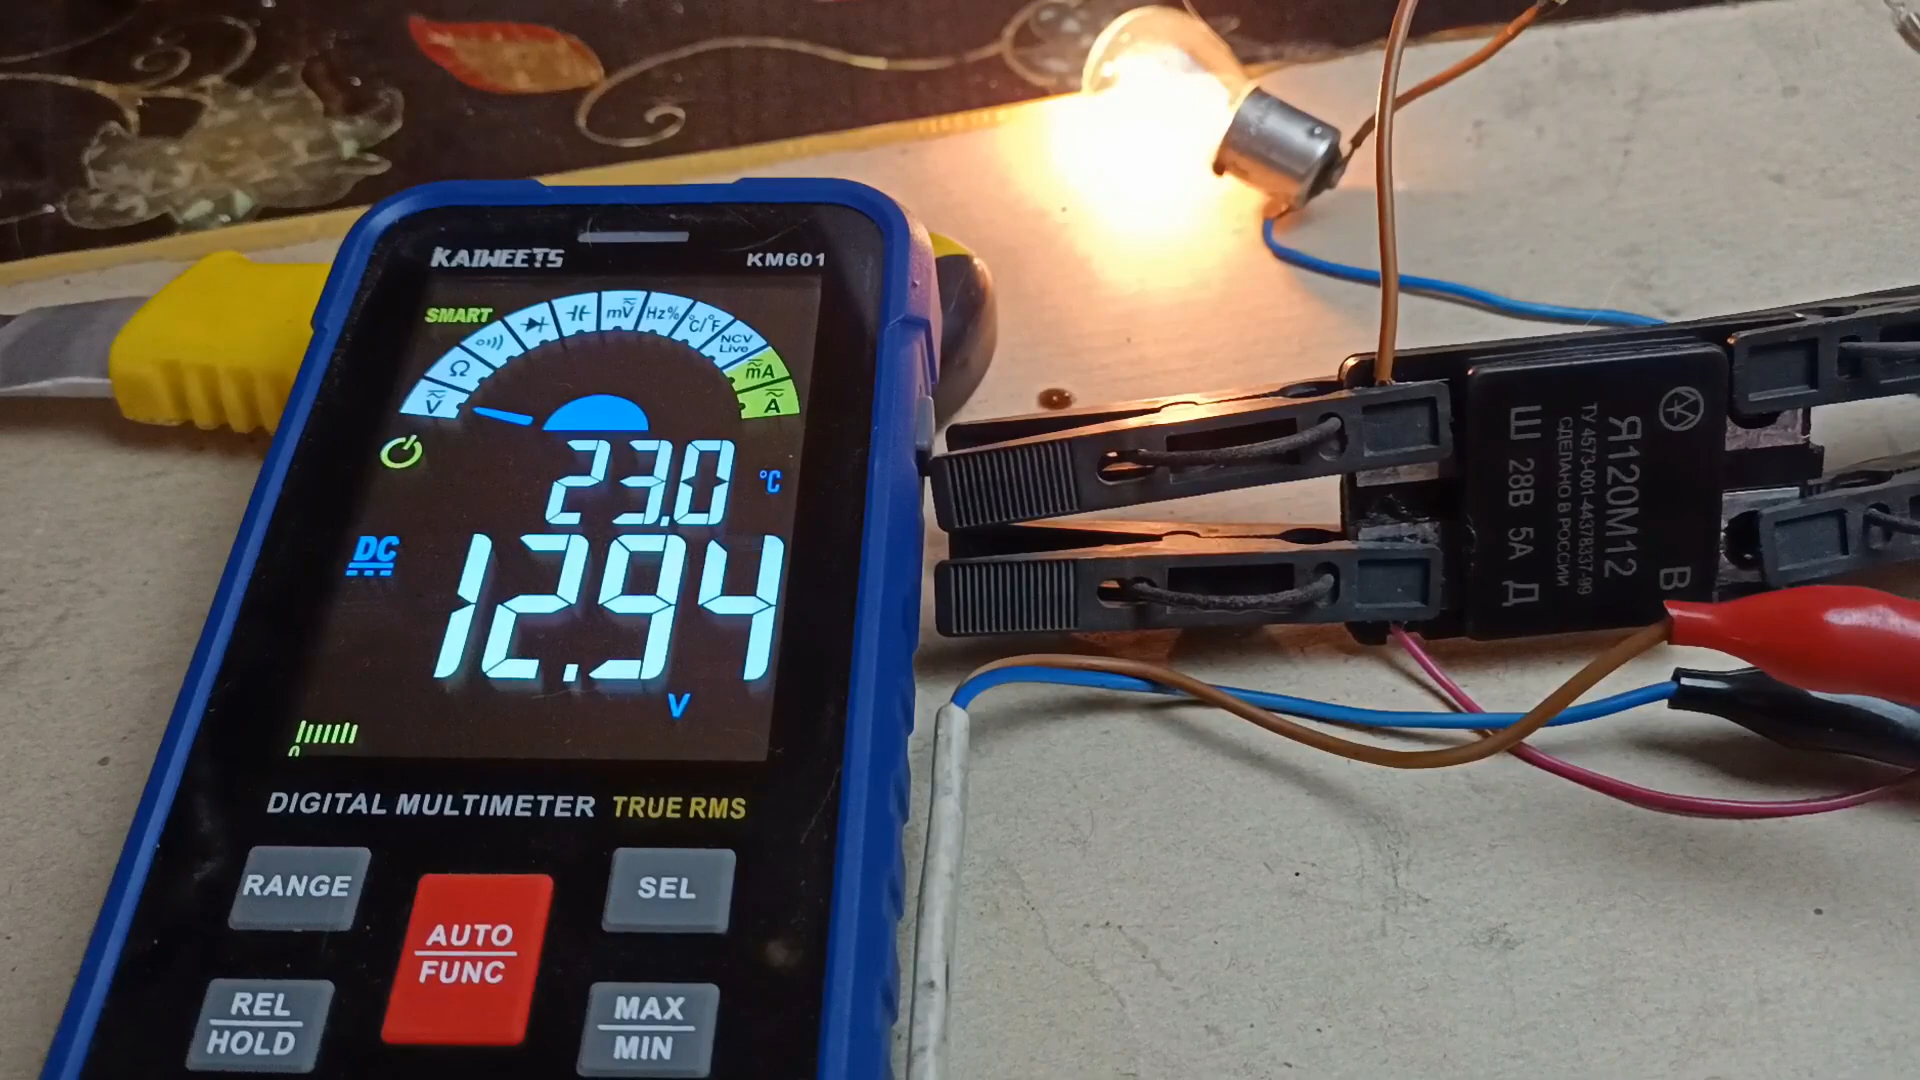 KAIWEETS
KM601
SMART
V
Ω
mV
Hz%
°C/°F
NCV
Live
mA
A
23.0 °C
DC
12.94
V
0
DIGITAL MULTIMETER TRUE RMS
RANGE
SEL
AUTO
FUNC
REL
HOLD
MAX
MIN
Я120М12
ТУ 4573-001-44378337-99
СДЕЛАНО В РОССИИ
Ш 28В 5А Д
В